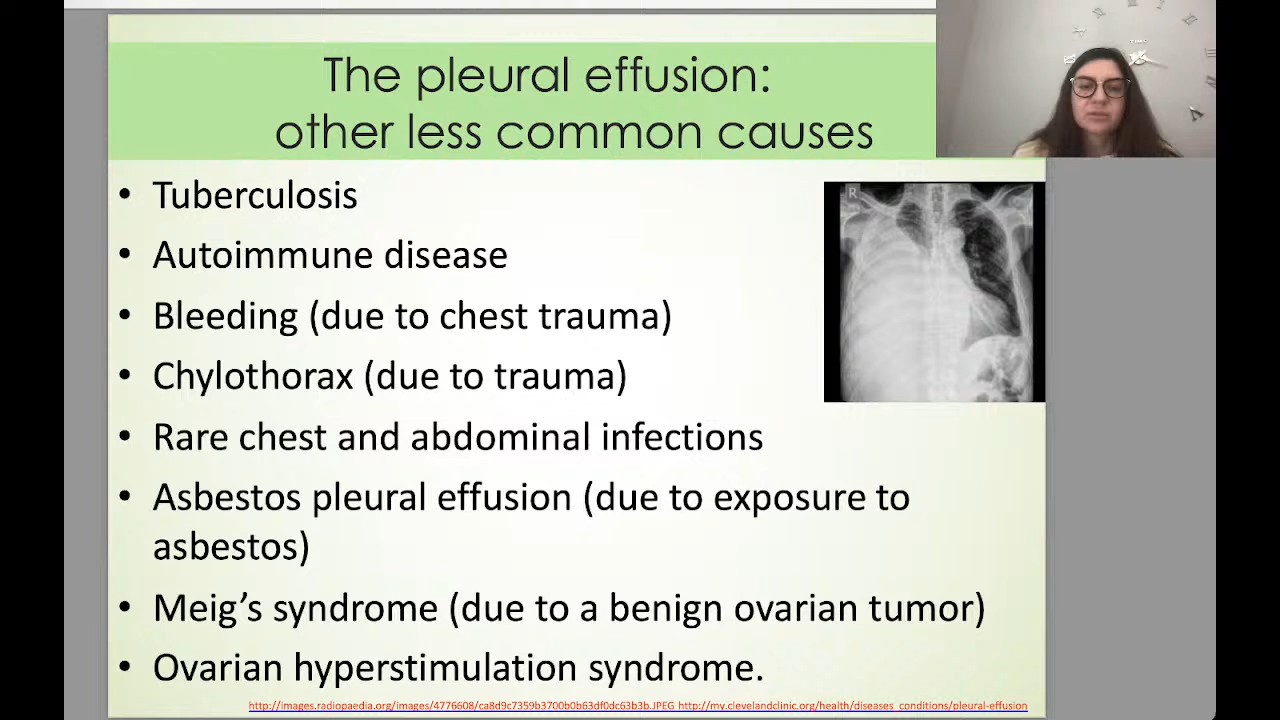 The pleural effusion:
other less common causes
• Tuberculosis
• Autoimmune disease
• Bleeding (due to chest trauma)
• Chylothorax (due to trauma)
• Rare chest and abdominal infections
• Asbestos pleural effusion (due to exposure to
asbestos)
• Meig’s syndrome (due to a benign ovarian tumor)
• Ovarian hyperstimulation syndrome.
R
http://images.radiopaedia.org/images/4776608/ca8d9c7359b3700b0b63df0dc63b3b.JPEG http://my.clevelandclinic.org/health/diseases_conditions/pleural-effusion